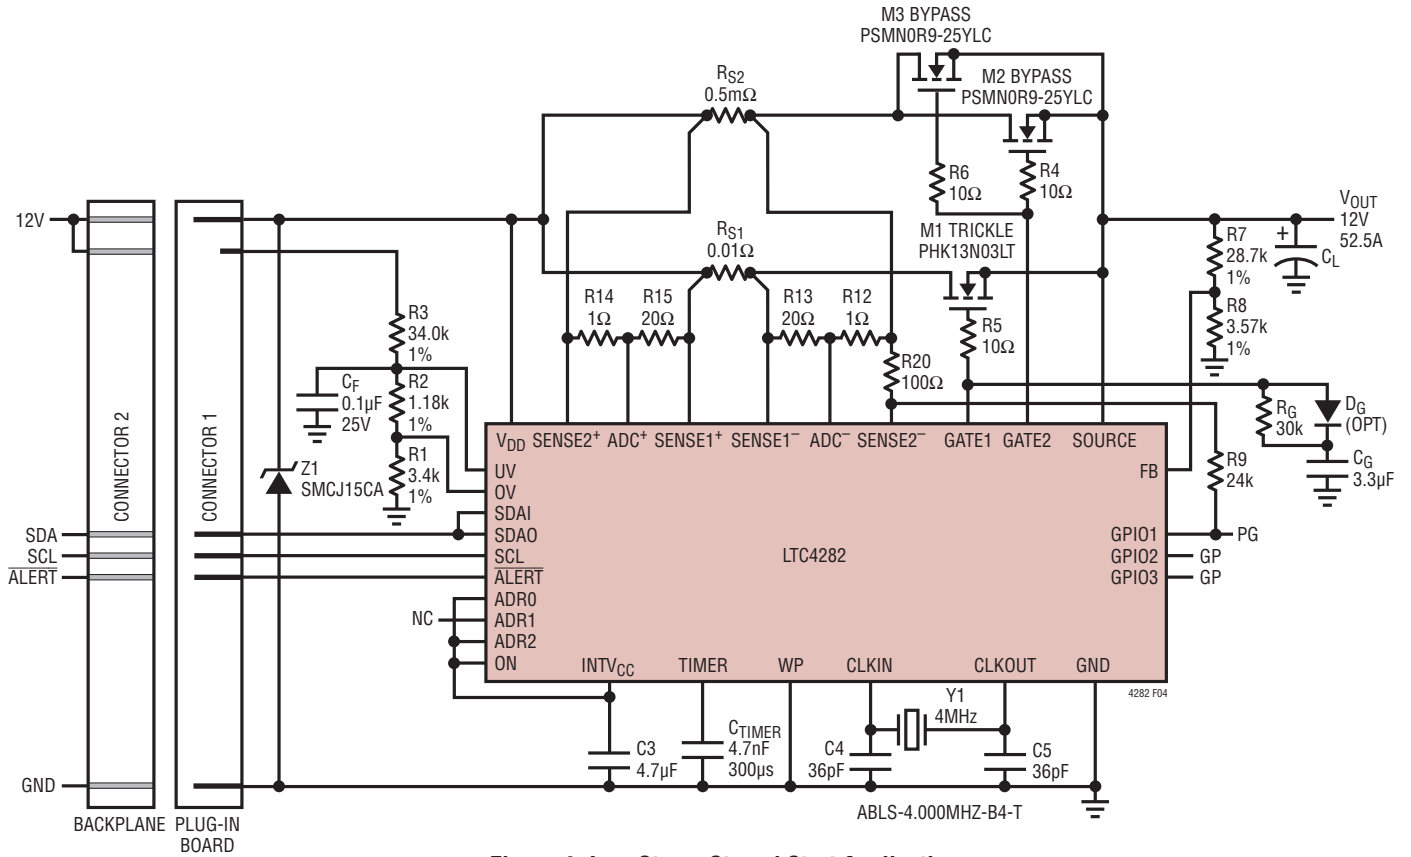 M3 BYPASS
PSMN0R9-25YLC
M2 BYPASS
PSMN0R9-25YLC
RS2
0.5mΩ
R6
10Ω
R4
10Ω
12V
VOUT
12V
52.5A
M1 TRICKLE
PHK13N03LT
RS1
0.01Ω
R7
28.7k
1%
+
CL
R14
1Ω
R15
20Ω
R13
20Ω
R12
1Ω
R3
34.0k
1%
R5
10Ω
R8
3.57k
1%
R20
100Ω
CF
0.1µF
25V
R2
1.18k
1%
RG
30k
DG
(OPT)
CONNECTOR 2
CONNECTOR 1
VDD
SENSE2+
ADC+
SENSE1+
SENSE1–
ADC–
SENSE2–
GATE1
GATE2
SOURCE
Z1
SMCJ15CA
R1
3.4k
1%
UV
OV
SDAI
SDAO
SCL
ALERT
ADR0
ADR1
ADR2
ON
FB
R9
24k
CG
3.3µF
SDA
SCL
ALERT
LTC4282
GPIO1
GPIO2
GPIO3
PG
GP
GP
NC
INTVCC
TIMER
WP
CLKIN
CLKOUT
GND
4282 F04
Y1
4MHz
C3
4.7µF
CTIMER
4.7nF
300µs
C4
36pF
C5
36pF
GND
ABLS-4.000MHZ-B4-T
BACKPLANE
PLUG-IN
BOARD